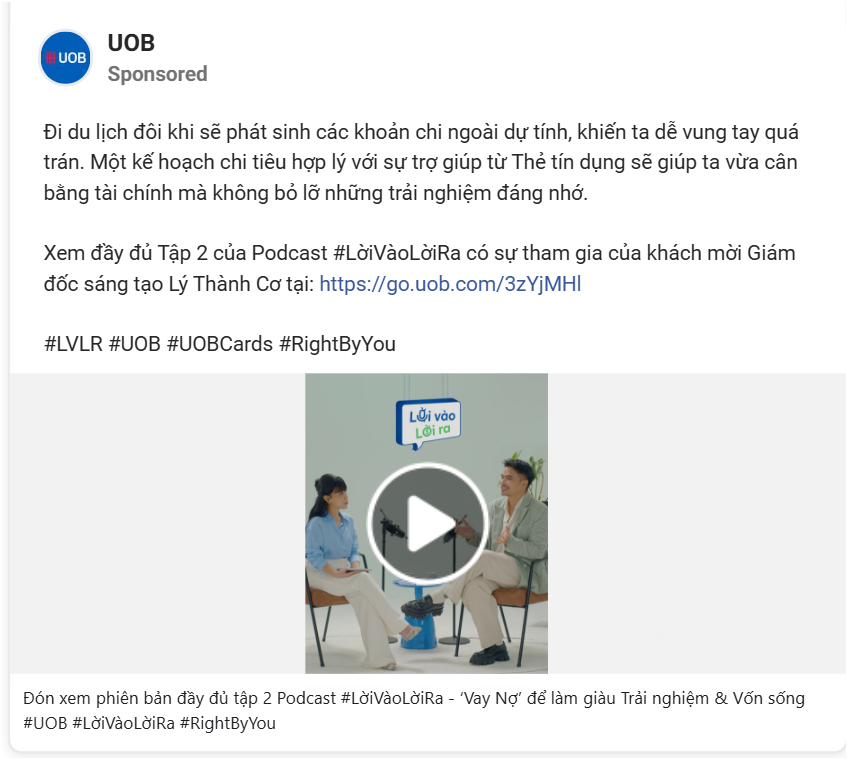 UOB
UOB
Sponsored
Đi du lịch đôi khi sẽ phát sinh các khoản chi ngoài dự tính, khiến ta dễ vung tay quá
trán. Một kế hoạch chi tiêu hợp lý với sự trợ giúp từ Thẻ tín dụng sẽ giúp ta vừa cân
bằng tài chính mà không bỏ lỡ những trải nghiệm đáng nhớ.
Xem đầy đủ Tập 2 của Podcast #LờiVàoLờiRa có sự tham gia của khách mời Giám
đốc sáng tạo Lý Thành Cơ tại: https://go.uob.com/3zYjMHl
#LVLR #UOB #UOBCards #RightByYou
Lời vào
Lời ra
Đón xem phiên bản đầy đủ tập 2 Podcast #LờiVàoLờiRa - ‘Vay Nợ’ để làm giàu Trải nghiệm & Vốn sống
#UOB #LờiVàoLờiRa #RightByYou